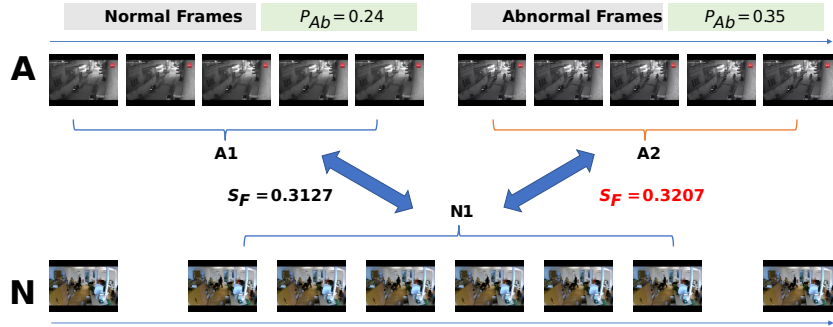 Normal Frames P_Ab = 0.24 Abnormal Frames P_Ab = 0.35
A
A1 A2
S_F = 0.3127 S_F = 0.3207
N1
N